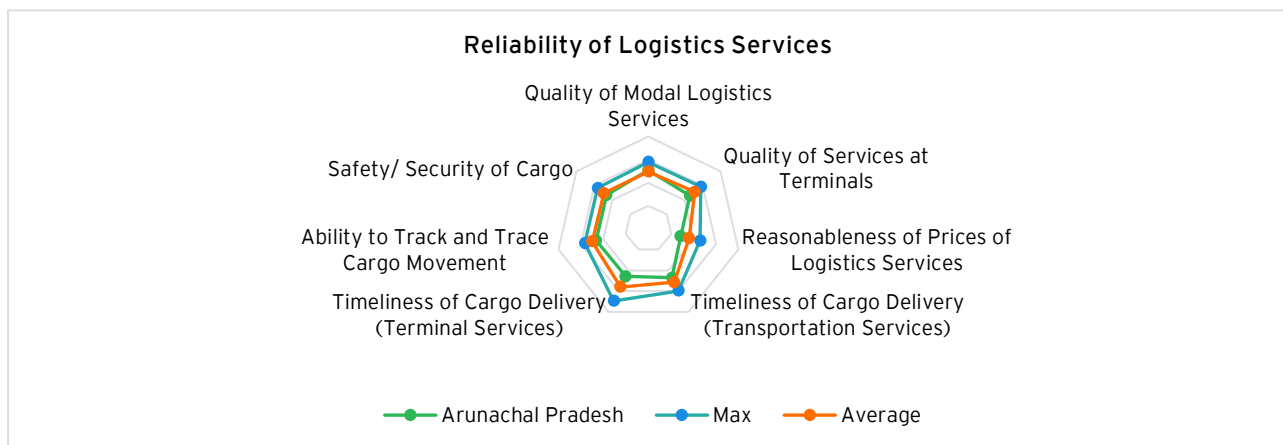 Reliability of Logistics Services
Quality of Modal Logistics
Services
Quality of Services at
Terminals
Reasonableness of Prices of
Logistics Services
Timeliness of Cargo Delivery
(Transportation Services)
Timeliness of Cargo Delivery
(Terminal Services)
Ability to Track and Trace
Cargo Movement
Safety/ Security of Cargo
Arunachal Pradesh
Max
Average